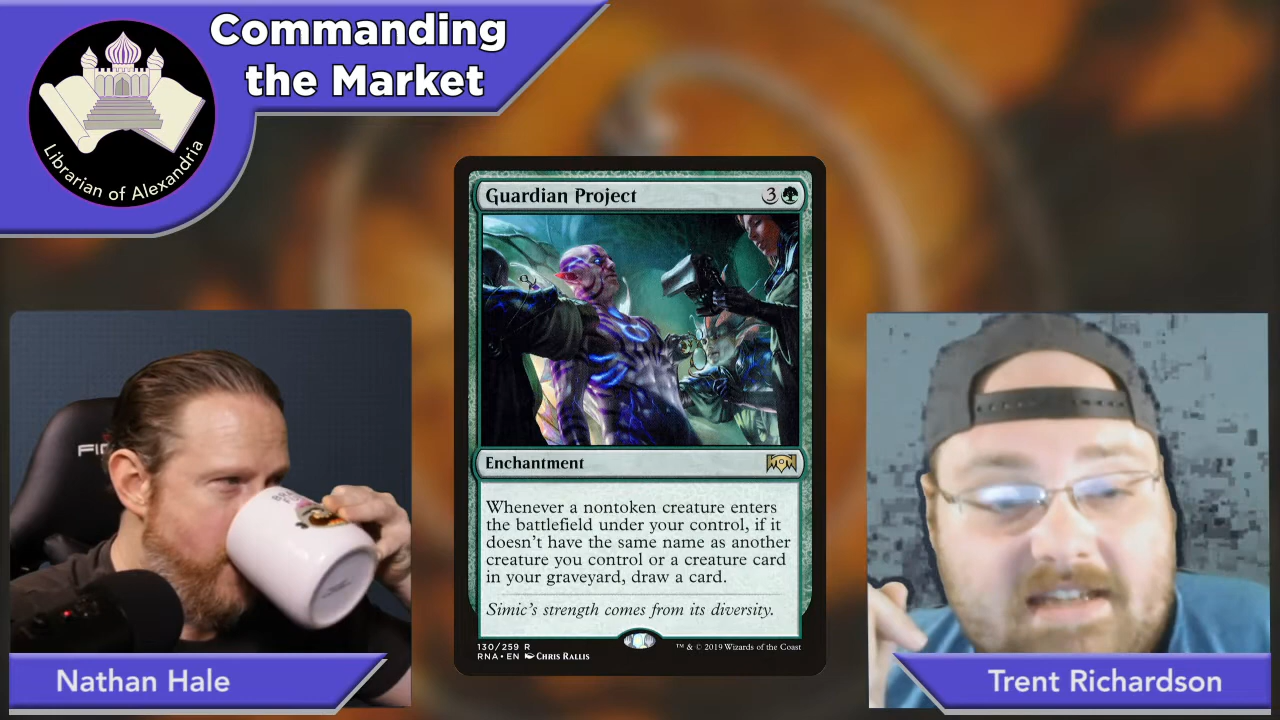 Commanding
the Market
Librarian of Alexandria
Guardian Project
3
Enchantment
Whenever a nontoken creature enters
the battlefield under your control, if it
doesn't have the same name as another
creature you control or a creature card
in your graveyard, draw a card.
Simic's strength comes from its diversity.
130/259 R
RNA • EN Chris Rallis
™ & © 2019 Wizards of the Coast
Nathan Hale
Trent Richardson